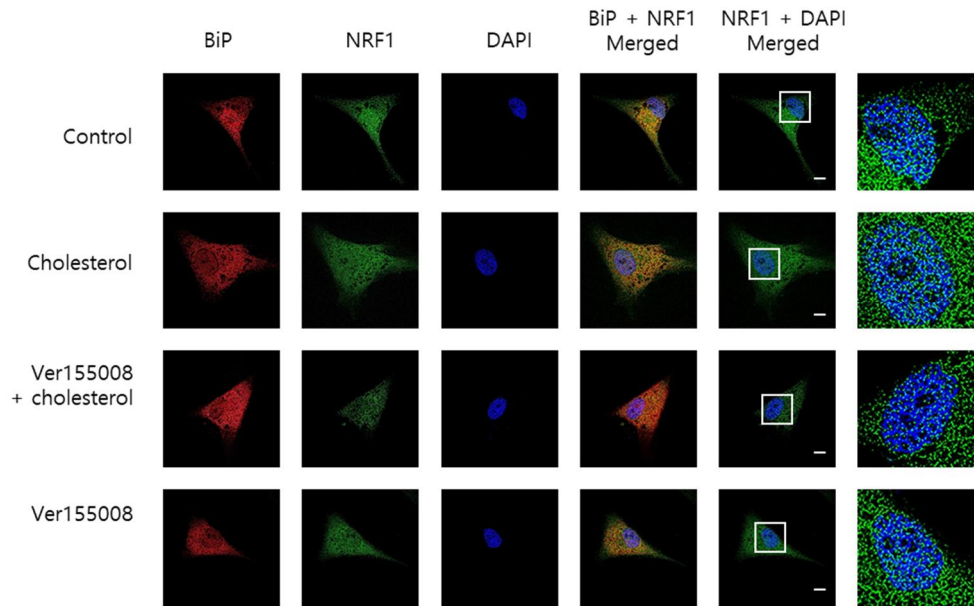 BiP
NRF1
DAPI
BiP + NRF1
Merged
NRF1 + DAPI
Merged
Control
Cholesterol
Ver155008
+ cholesterol
Ver155008